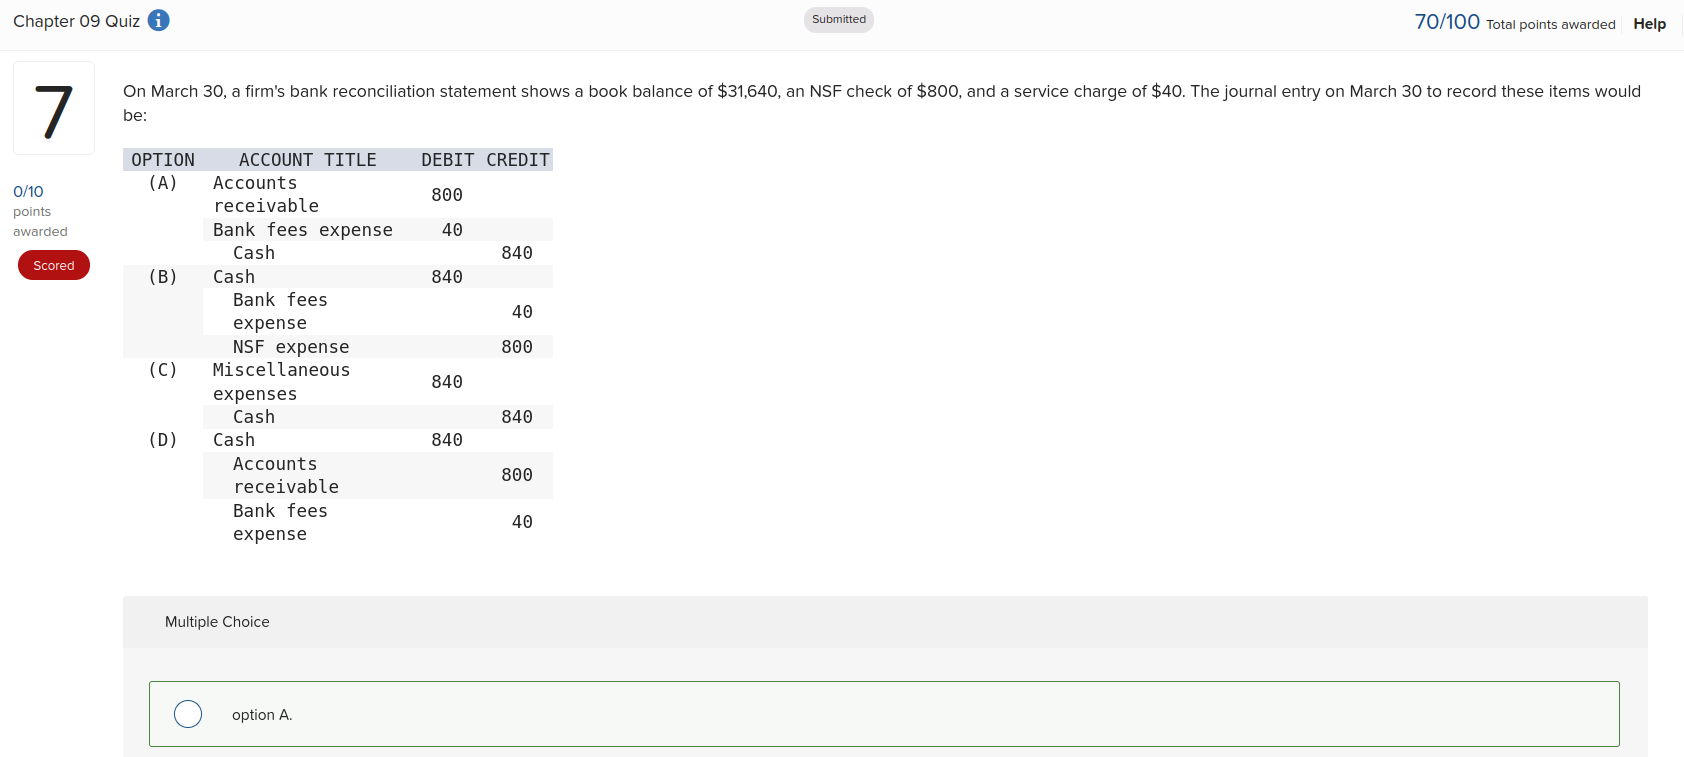 Chapter 09 Quiz i
Submitted
70/100 Total points awarded
Help
7
0/10
points
awarded
Scored
On March 30, a firm's bank reconciliation statement shows a book balance of $31,640, an NSF check of $800, and a service charge of $40. The journal entry on March 30 to record these items would
be:
OPTION ACCOUNT TITLE DEBIT CREDIT
(A) Accounts
receivable 800
Bank fees expense 40
Cash 840
(B) Cash 840
Bank fees
expense 40
NSF expense 800
(C) Miscellaneous
expenses 840
Cash 840
(D) Cash 840
Accounts
receivable 800
Bank fees
expense 40
Multiple Choice
option A.